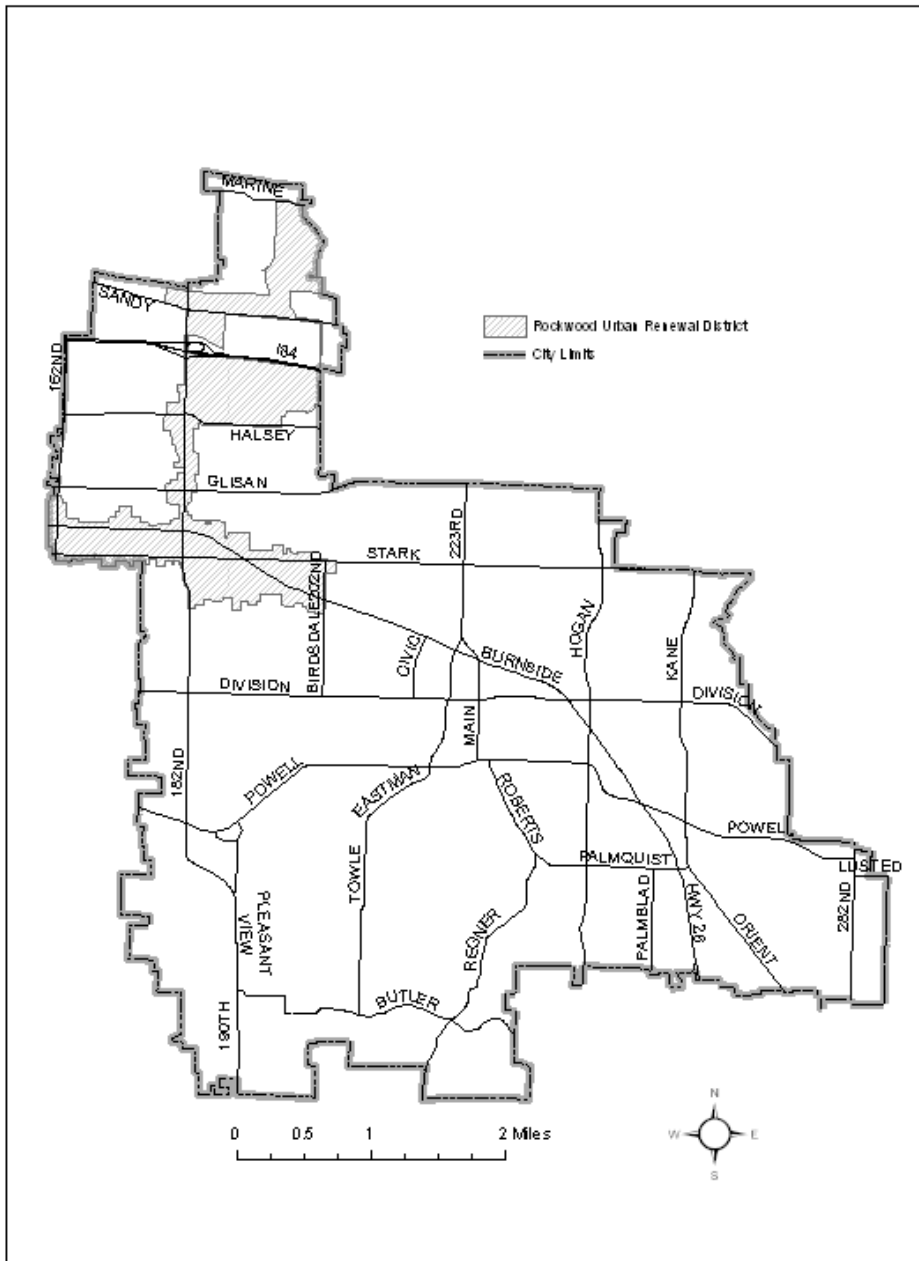 MARINE
SANDY
Rockwood Urban Renewal District
City Limits
I84
162ND
HALSEY
GLISAN
STARK
223RD
BIRDSDALE/202ND
HOGAN
KANE
CIVIC
BURNSIDE
DIVISION
DIVISION
MAIN
182ND
POWELL
EASTMAN
ROBERTS
POWEL
TOWLE
PALMQUIST
LUSTED
PLEASANT
VIEW
REGNER
PALMBLAD
HWY 26
ORIENT
282ND
BUTLER
190TH
0 0.5 1 2 Miles
N
W E
S